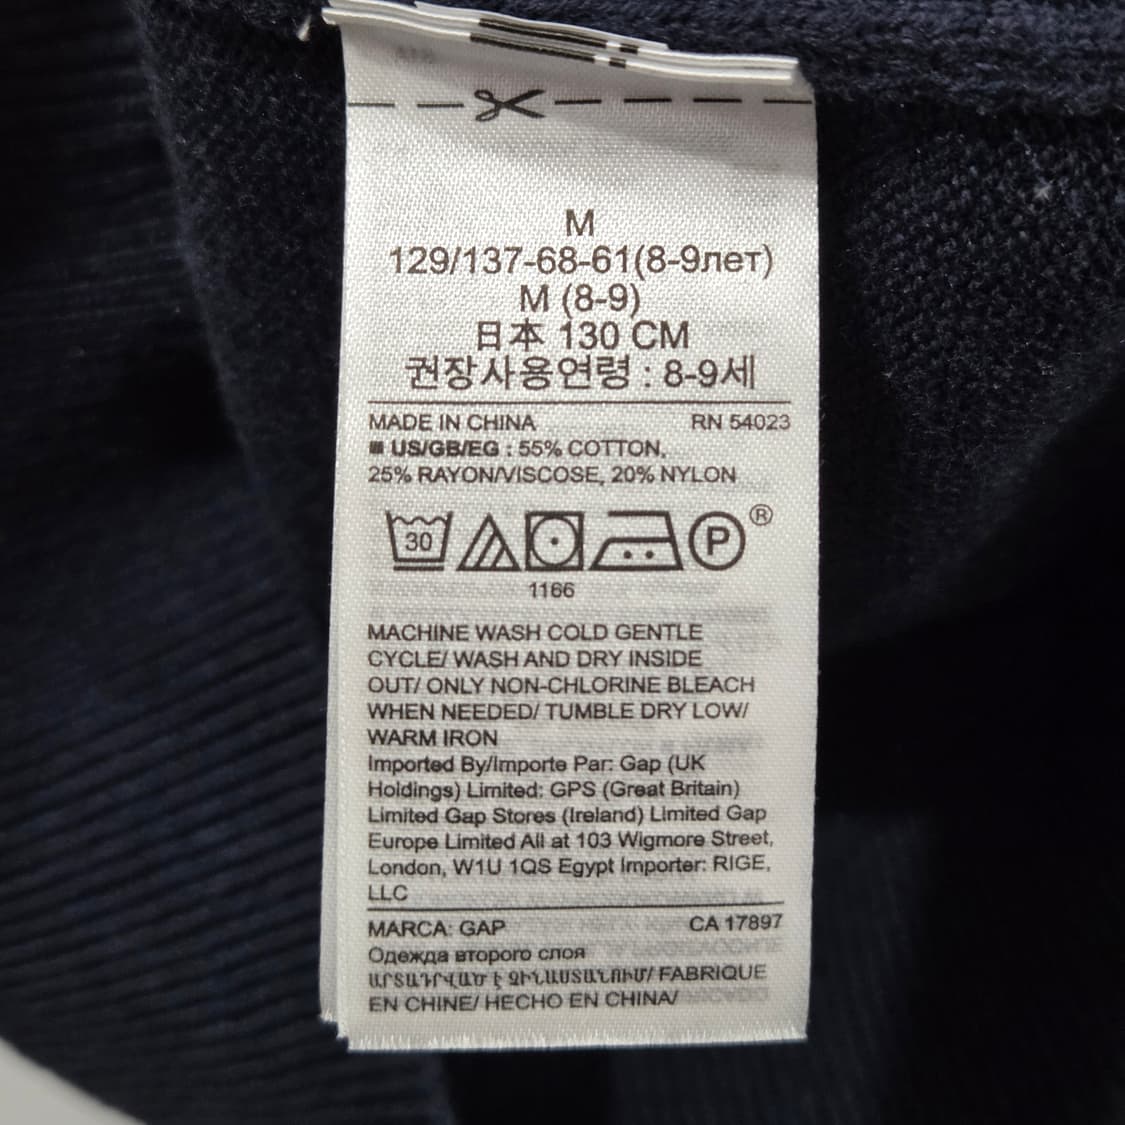 M
129/137-68-61(8-9лет)
M (8-9)
日本 130 CM
권장사용연령 : 8-9세
MADE IN CHINA RN 54023
■ US/GB/EG : 55% COTTON,
25% RAYON/VISCOSE, 20% NYLON
30 P ®
1166
MACHINE WASH COLD GENTLE
CYCLE/ WASH AND DRY INSIDE
OUT/ ONLY NON-CHLORINE BLEACH
WHEN NEEDED/ TUMBLE DRY LOW/
WARM IRON
Imported By/Importe Par: Gap (UK
Holdings) Limited: GPS (Great Britain)
Limited Gap Stores (Ireland) Limited Gap
Europe Limited All at 103 Wigmore Street,
London, W1U 1QS Egypt Importer: RIGE,
LLC
MARCA: GAP CA 17897
Одежда второго слоя
ԱՐՏԱԴՐՎԱԾ է ՉԻՆԱՍՏԱՆՈՒՄ/ FABRIQUE
EN CHINE/ HECHO EN CHINA/